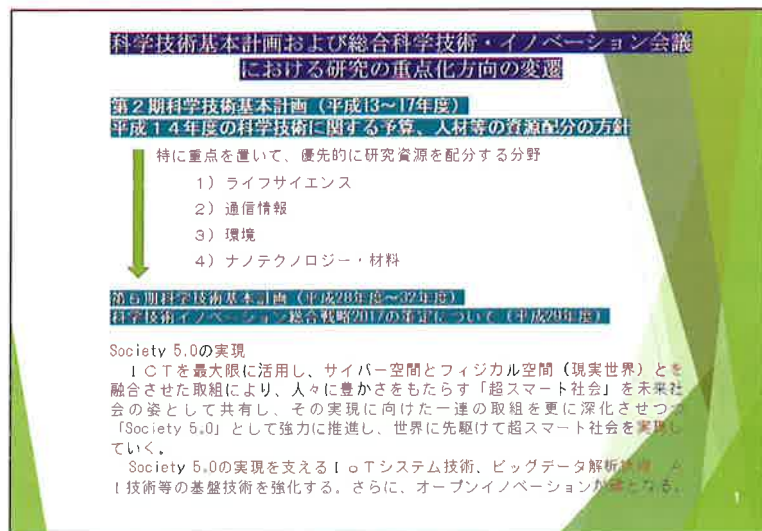 科学技術基本計画および総合科学技術・イノベーション会議
における研究の重点化方向の変遷
第２期科学技術基本計画（平成13～17年度）
平成１４年度の科学技術に関する予算、人材等の資源配分の方針
特に重点を置いて、優先的に研究資源を配分する分野
１）ライフサイエンス
２）通信情報
３）環境
４）ナノテクノロジー・材料
期科学技術基本計画（平成28年度～32年度）
科学技術イノベーション総合戦略2017の策定について（平成29年度）
Society 5.0の実現
ＩＣＴを最大限に活用し、サイバー空間とフィジカル空間（現実世界）とを
融合させた取組により、人々に豊かさをもたらす「超スマート社会」を未来社
会の姿として共有し、その実現に向けた一連の取組を更に深化させつつ
「Society 5.0」として強力に推進し、世界に先駆けて超スマート社会を実現し
ていく。
Society 5.0の実現を支えるＩｏＴシステム技術、ビッグデータ解析技術、Ａ
Ｉ技術等の基盤技術を強化する。さらに、オープンイノベーションが となる。
1